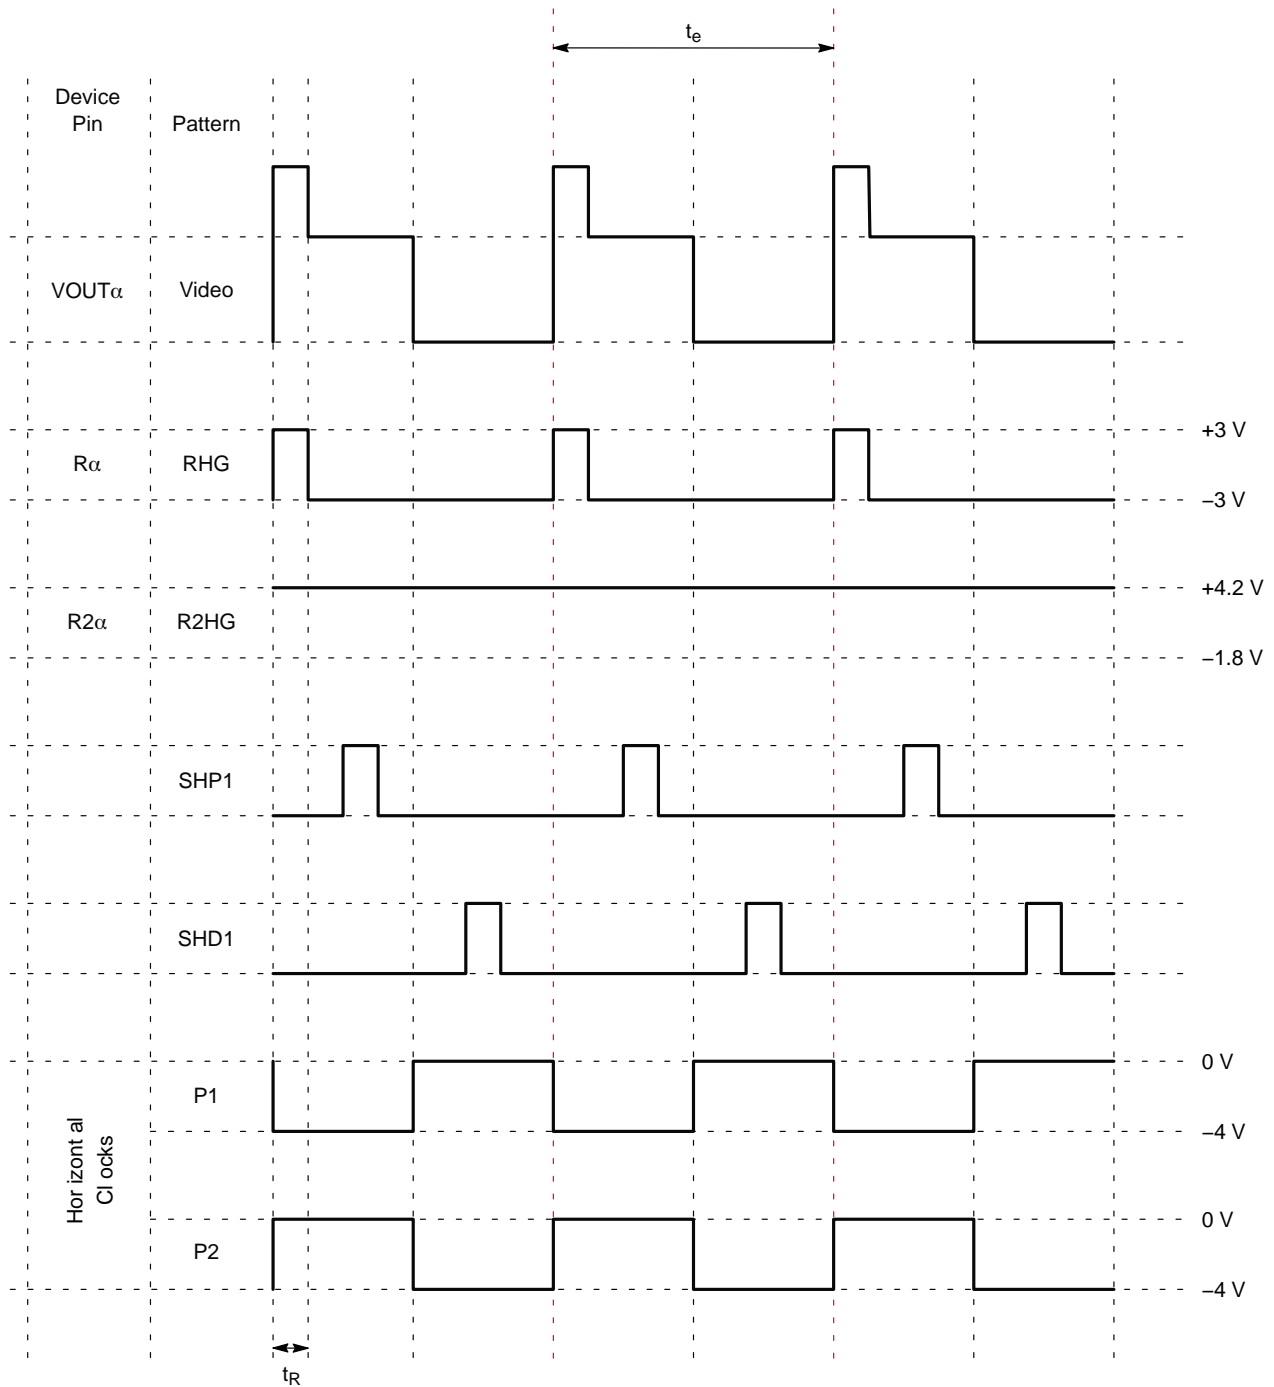 te
Device
Pin
Pattern
VOUTα
Video
+3 V
Rα
RHG
−3 V
+4.2 V
R2α
R2HG
−1.8 V
SHP1
SHD1
0 V
P1
−4 V
Hor izont al
Cl ocks
0 V
P2
−4 V
tR